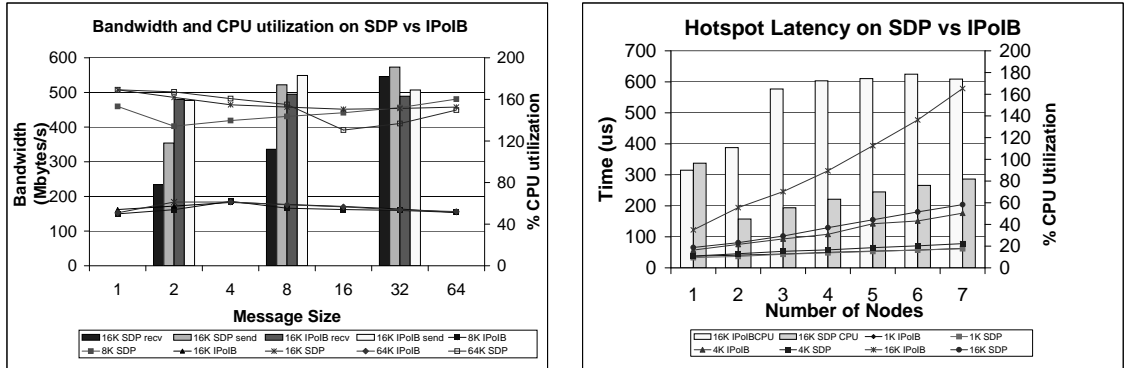 Bandwidth and CPU utilization on SDP vs IPoIB
600
500
400
300
200
100
0
Bandwidth
(Mbytes/s)
200
160
120
80
40
0
% CPU utilization
1 2 4 8 16 32 64
Message Size
16K SDP recv 16K SDP send 16K IPoIB recv 16K IPoIB send 8K IPoIB
8K SDP 16K IPoIB 16K SDP 64K IPoIB 64K SDP
Hotspot Latency on SDP vs IPoIB
700
600
500
400
300
200
100
0
Time (us)
200
180
160
140
120
100
80
60
40
20
0
% CPU Utilization
1 2 3 4 5 6 7
Number of Nodes
16K IPoIBCPU 16K SDP CPU 1K IPoIB 1K SDP
4K IPoIB 4K SDP 16K IPoIB 16K SDP